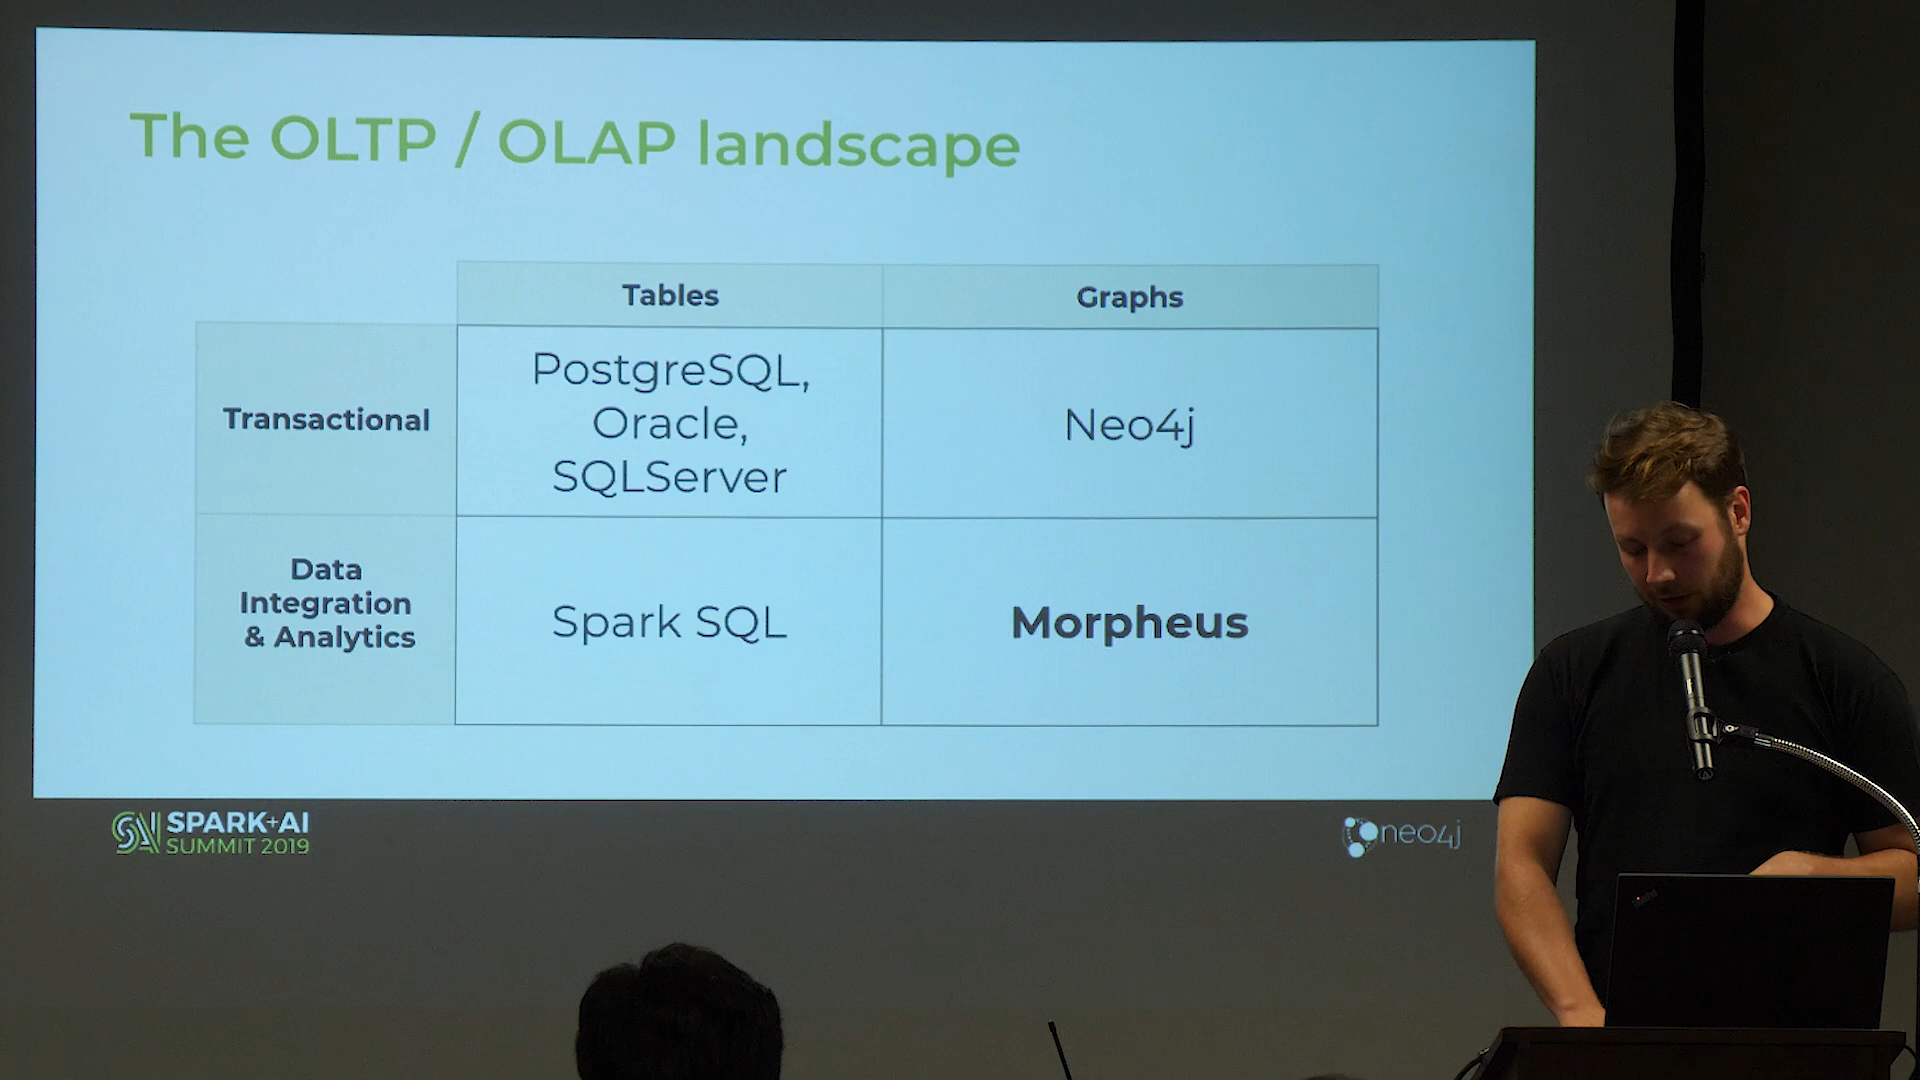 The OLTP / OLAP landscape
Tables
Graphs
Transactional
PostgreSQL,
Oracle,
SQLServer
Neo4j
Data
Integration
& Analytics
Spark SQL
Morpheus
SPARK+AI
SUMMIT 2019
neo4j